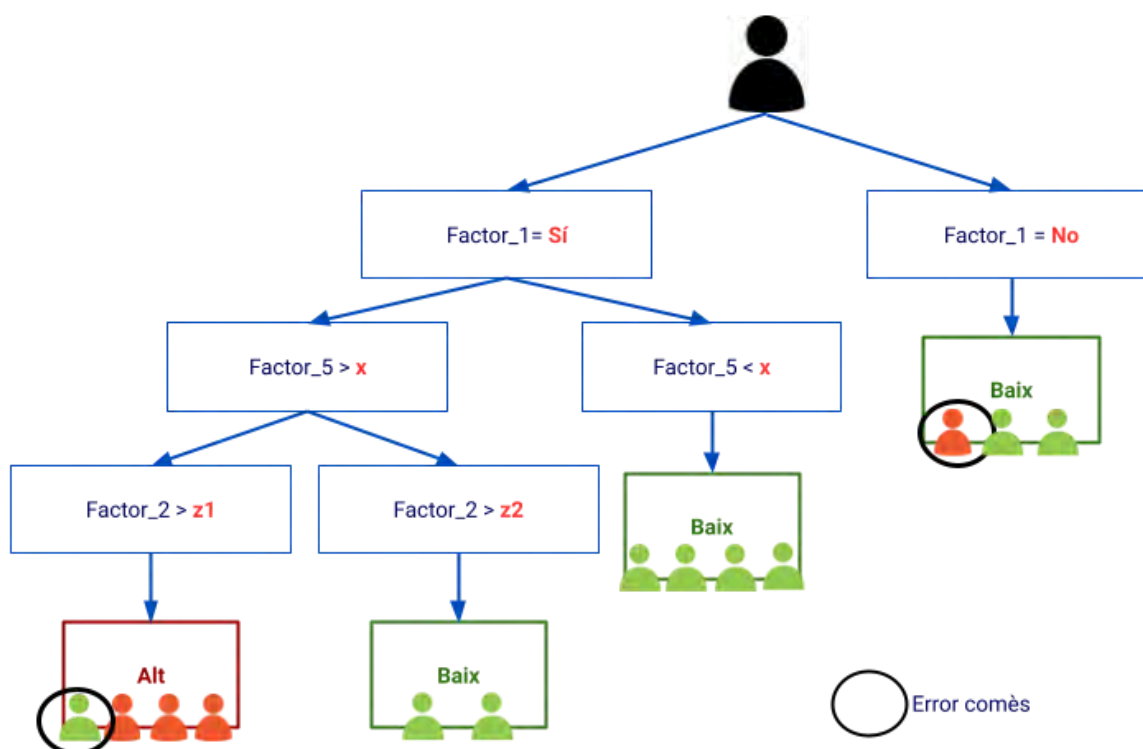 Factor_1= Sí
Factor_1 = No
Factor_5 > x
Factor_5 < x
Baix
Factor_2 > z1
Factor_2 > z2
Baix
Alt
Baix
Error comès